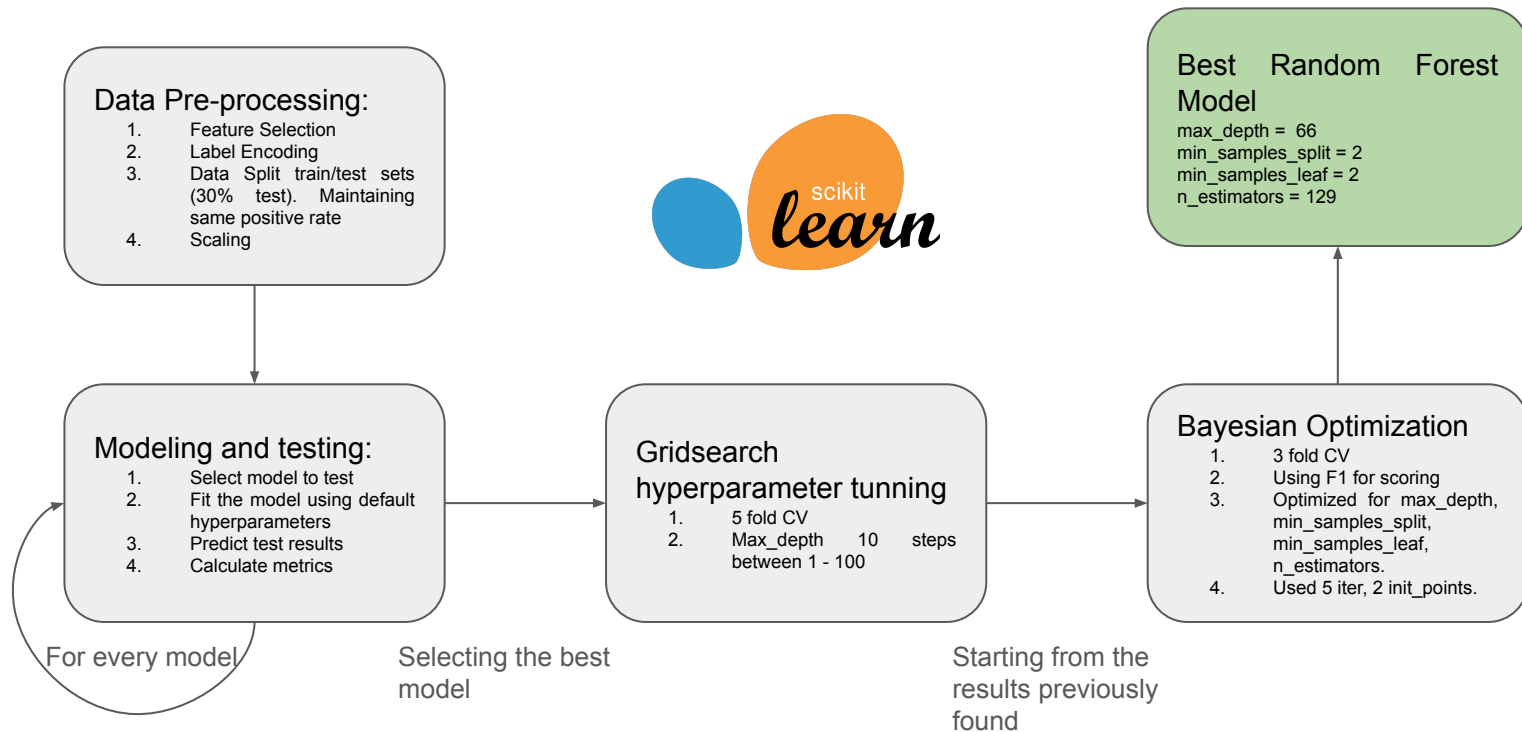 Data Pre-processing:
1. Feature Selection
2. Label Encoding
3. Data Split train/test sets
(30% test). Maintaining
same positive rate
4. Scaling
scikit
learn
Best Random Forest
Model
max_depth = 66
min_samples_split = 2
min_samples_leaf = 2
n_estimators = 129
Modeling and testing:
1. Select model to test
2. Fit the model using default
hyperparameters
3. Predict test results
4. Calculate metrics
For every model
Selecting the best
model
Gridsearch
hyperparameter tunning
1. 5 fold CV
2. Max_depth 10 steps
between 1 - 100
Starting from the
results previously
found
Bayesian Optimization
1. 3 fold CV
2. Using F1 for scoring
3. Optimized for max_depth,
min_samples_split,
min_samples_leaf,
n_estimators.
4. Used 5 iter, 2 init_points.